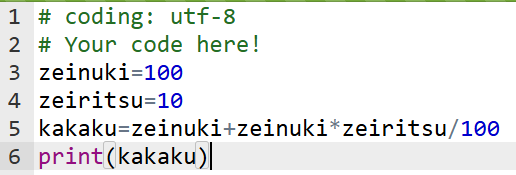 1 # coding: utf-8
2 # Your code here!
3 zeinuki=100
4 zeiritsu=10
5 kakaku=zeinuki+zeinuki*zeiritsu/100
6 print(kakaku)